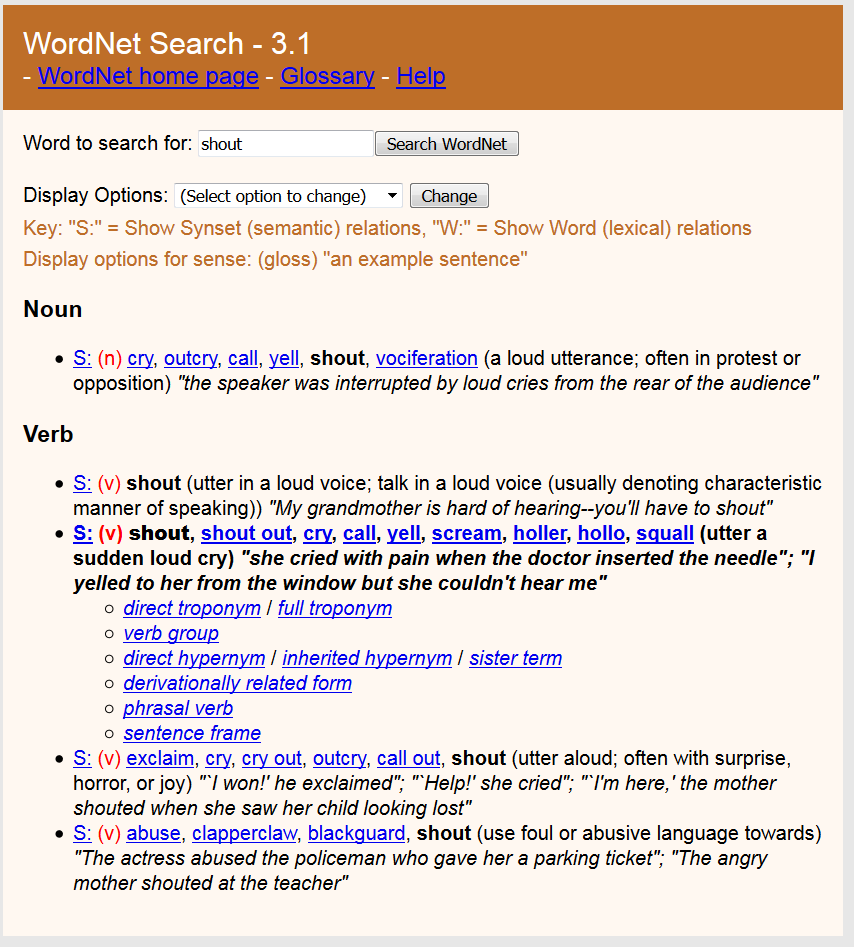 WordNet Search - 3.1
- WordNet home page - Glossary - Help
Word to search for: shout Search WordNet
Display Options: (Select option to change) Change
Key: "S:" = Show Synset (semantic) relations, "W:" = Show Word (lexical) relations
Display options for sense: (gloss) "an example sentence"
Noun
• S: (n) cry, outcry, call, yell, shout, vociferation (a loud utterance; often in protest or
opposition) "the speaker was interrupted by loud cries from the rear of the audience"
Verb
• S: (v) shout (utter in a loud voice; talk in a loud voice (usually denoting characteristic
manner of speaking)) "My grandmother is hard of hearing--you'll have to shout"
• S: (v) shout, shout out, cry, call, yell, scream, holler, hollo, squall (utter a
sudden loud cry) "she cried with pain when the doctor inserted the needle"; "I
yelled to her from the window but she couldn't hear me"
○ direct troponym / full troponym
○ verb group
○ direct hypernym / inherited hypernym / sister term
○ derivationally related form
○ phrasal verb
○ sentence frame
• S: (v) exclaim, cry, cry out, outcry, call out, shout (utter aloud; often with surprise,
horror, or joy) "`I won!' he exclaimed"; "`Help!' she cried"; "`I'm here,' the mother
shouted when she saw her child looking lost"
• S: (v) abuse, clapperclaw, blackguard, shout (use foul or abusive language towards)
"The actress abused the policeman who gave her a parking ticket"; "The angry
mother shouted at the teacher"